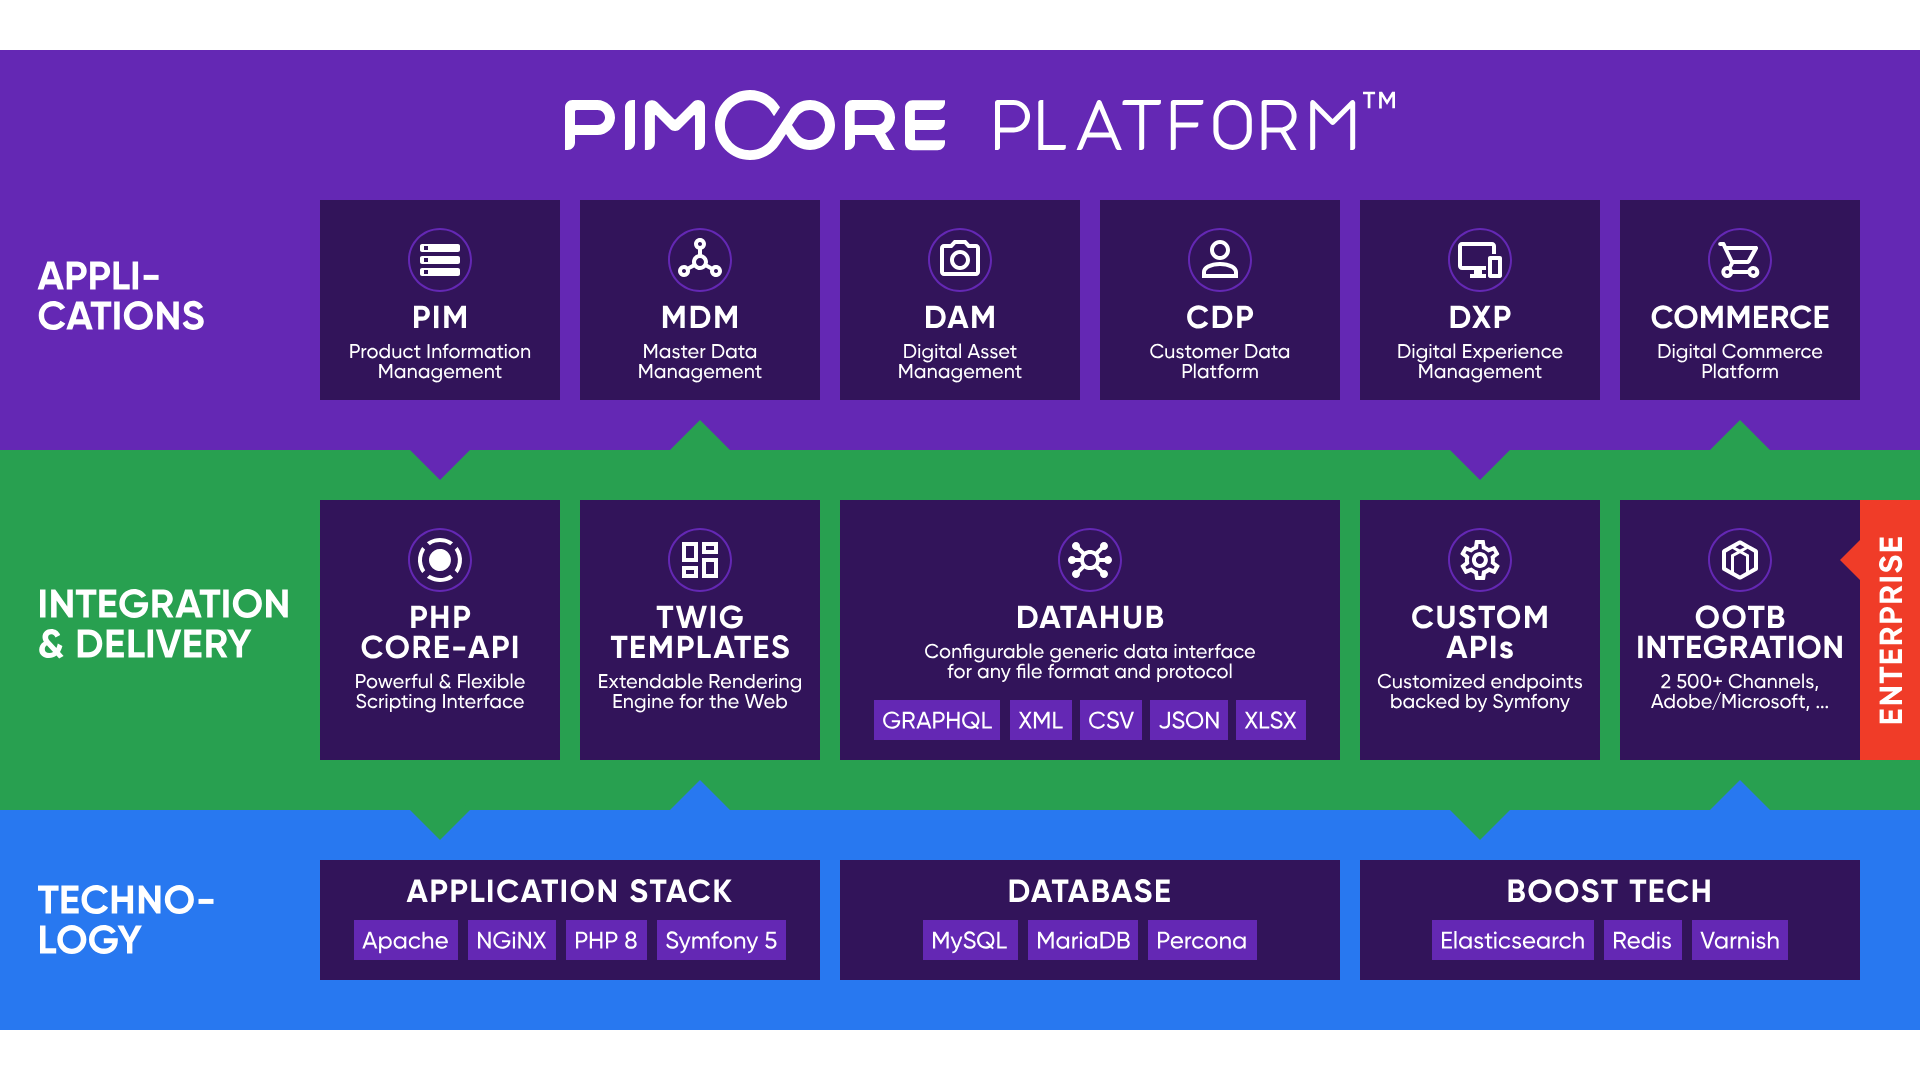 PIMCORE PLATFORM™
APPLI-
CATIONS
PIM
Product Information
Management
MDM
Master Data
Management
DAM
Digital Asset
Management
CDP
Customer Data
Platform
DXP
Digital Experience
Management
COMMERCE
Digital Commerce
Platform
INTEGRATION
& DELIVERY
PHP
CORE-API
Powerful & Flexible
Scripting Interface
TWIG
TEMPLATES
Extendable Rendering
Engine for the Web
DATAHUB
Configurable generic data interface
for any file format and protocol
GRAPHQL XML CSV JSON XLSX
CUSTOM
APIs
Customized endpoints
backed by Symfony
OOTB
INTEGRATION
2 500+ Channels,
Adobe/Microsoft, ...
ENTERPRISE
TECHNO-
LOGY
APPLICATION STACK
Apache NGiNX PHP 8 Symfony 5
DATABASE
MySQL MariaDB Percona
BOOST TECH
Elasticsearch Redis Varnish